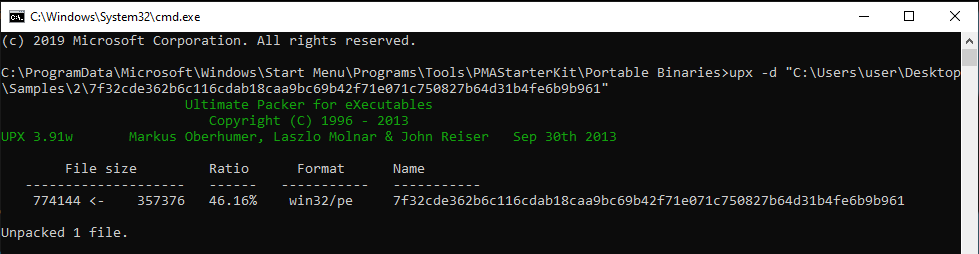 C:\Windows\System32\cmd.exe
(c) 2019 Microsoft Corporation. All rights reserved.
C:\ProgramData\Microsoft\Windows\Start Menu\Programs\Tools\PMAStarterKit\Portable Binaries>upx -d "C:\Users\user\Desktop
\Samples\2\7f32cde362b6c116cdab18caa9bc69b42f71e071c750827b64d31b4fe6b9b961"
Ultimate Packer for eXecutables
Copyright (C) 1996 - 2013
UPX 3.91w       Markus Oberhumer, Laszlo Molnar & John Reiser   Sep 30th 2013
File size         Ratio      Format      Name
--------------------   ------   -----------   -----------
774144 <-    357376   46.16%    win32/pe     7f32cde362b6c116cdab18caa9bc69b42f71e071c750827b64d31b4fe6b9b961
Unpacked 1 file.